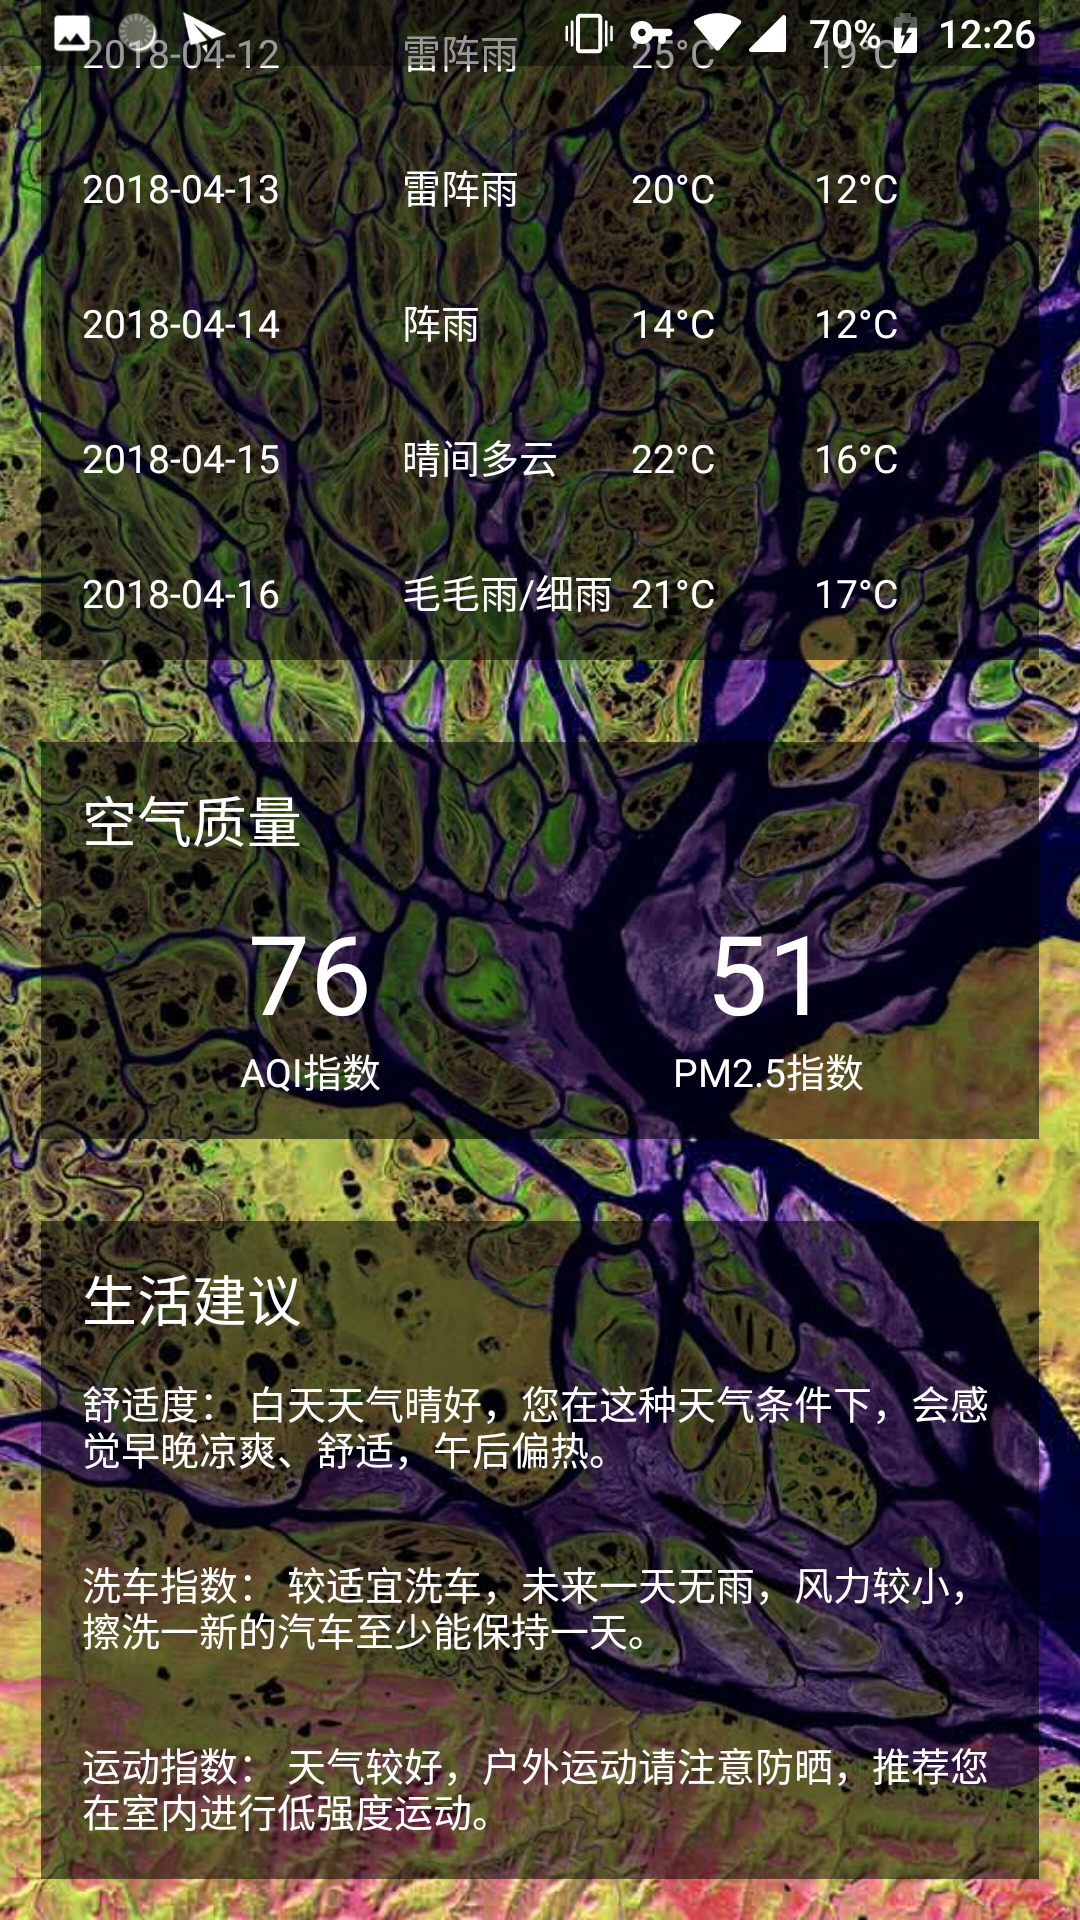 70% 12:26
2018-04-12 雷阵雨 25°C 19°C
2018-04-13 雷阵雨 20°C 12°C
2018-04-14 阵雨 14°C 12°C
2018-04-15 晴间多云 22°C 16°C
2018-04-16 毛毛雨/细雨 21°C 17°C
空气质量
76 51
AQI指数 PM2.5指数
生活建议
舒适度： 白天天气晴好，您在这种天气条件下，会感
觉早晚凉爽、舒适，午后偏热。
洗车指数： 较适宜洗车，未来一天无雨，风力较小，
擦洗一新的汽车至少能保持一天。
运动指数： 天气较好，户外运动请注意防晒，推荐您
在室内进行低强度运动。